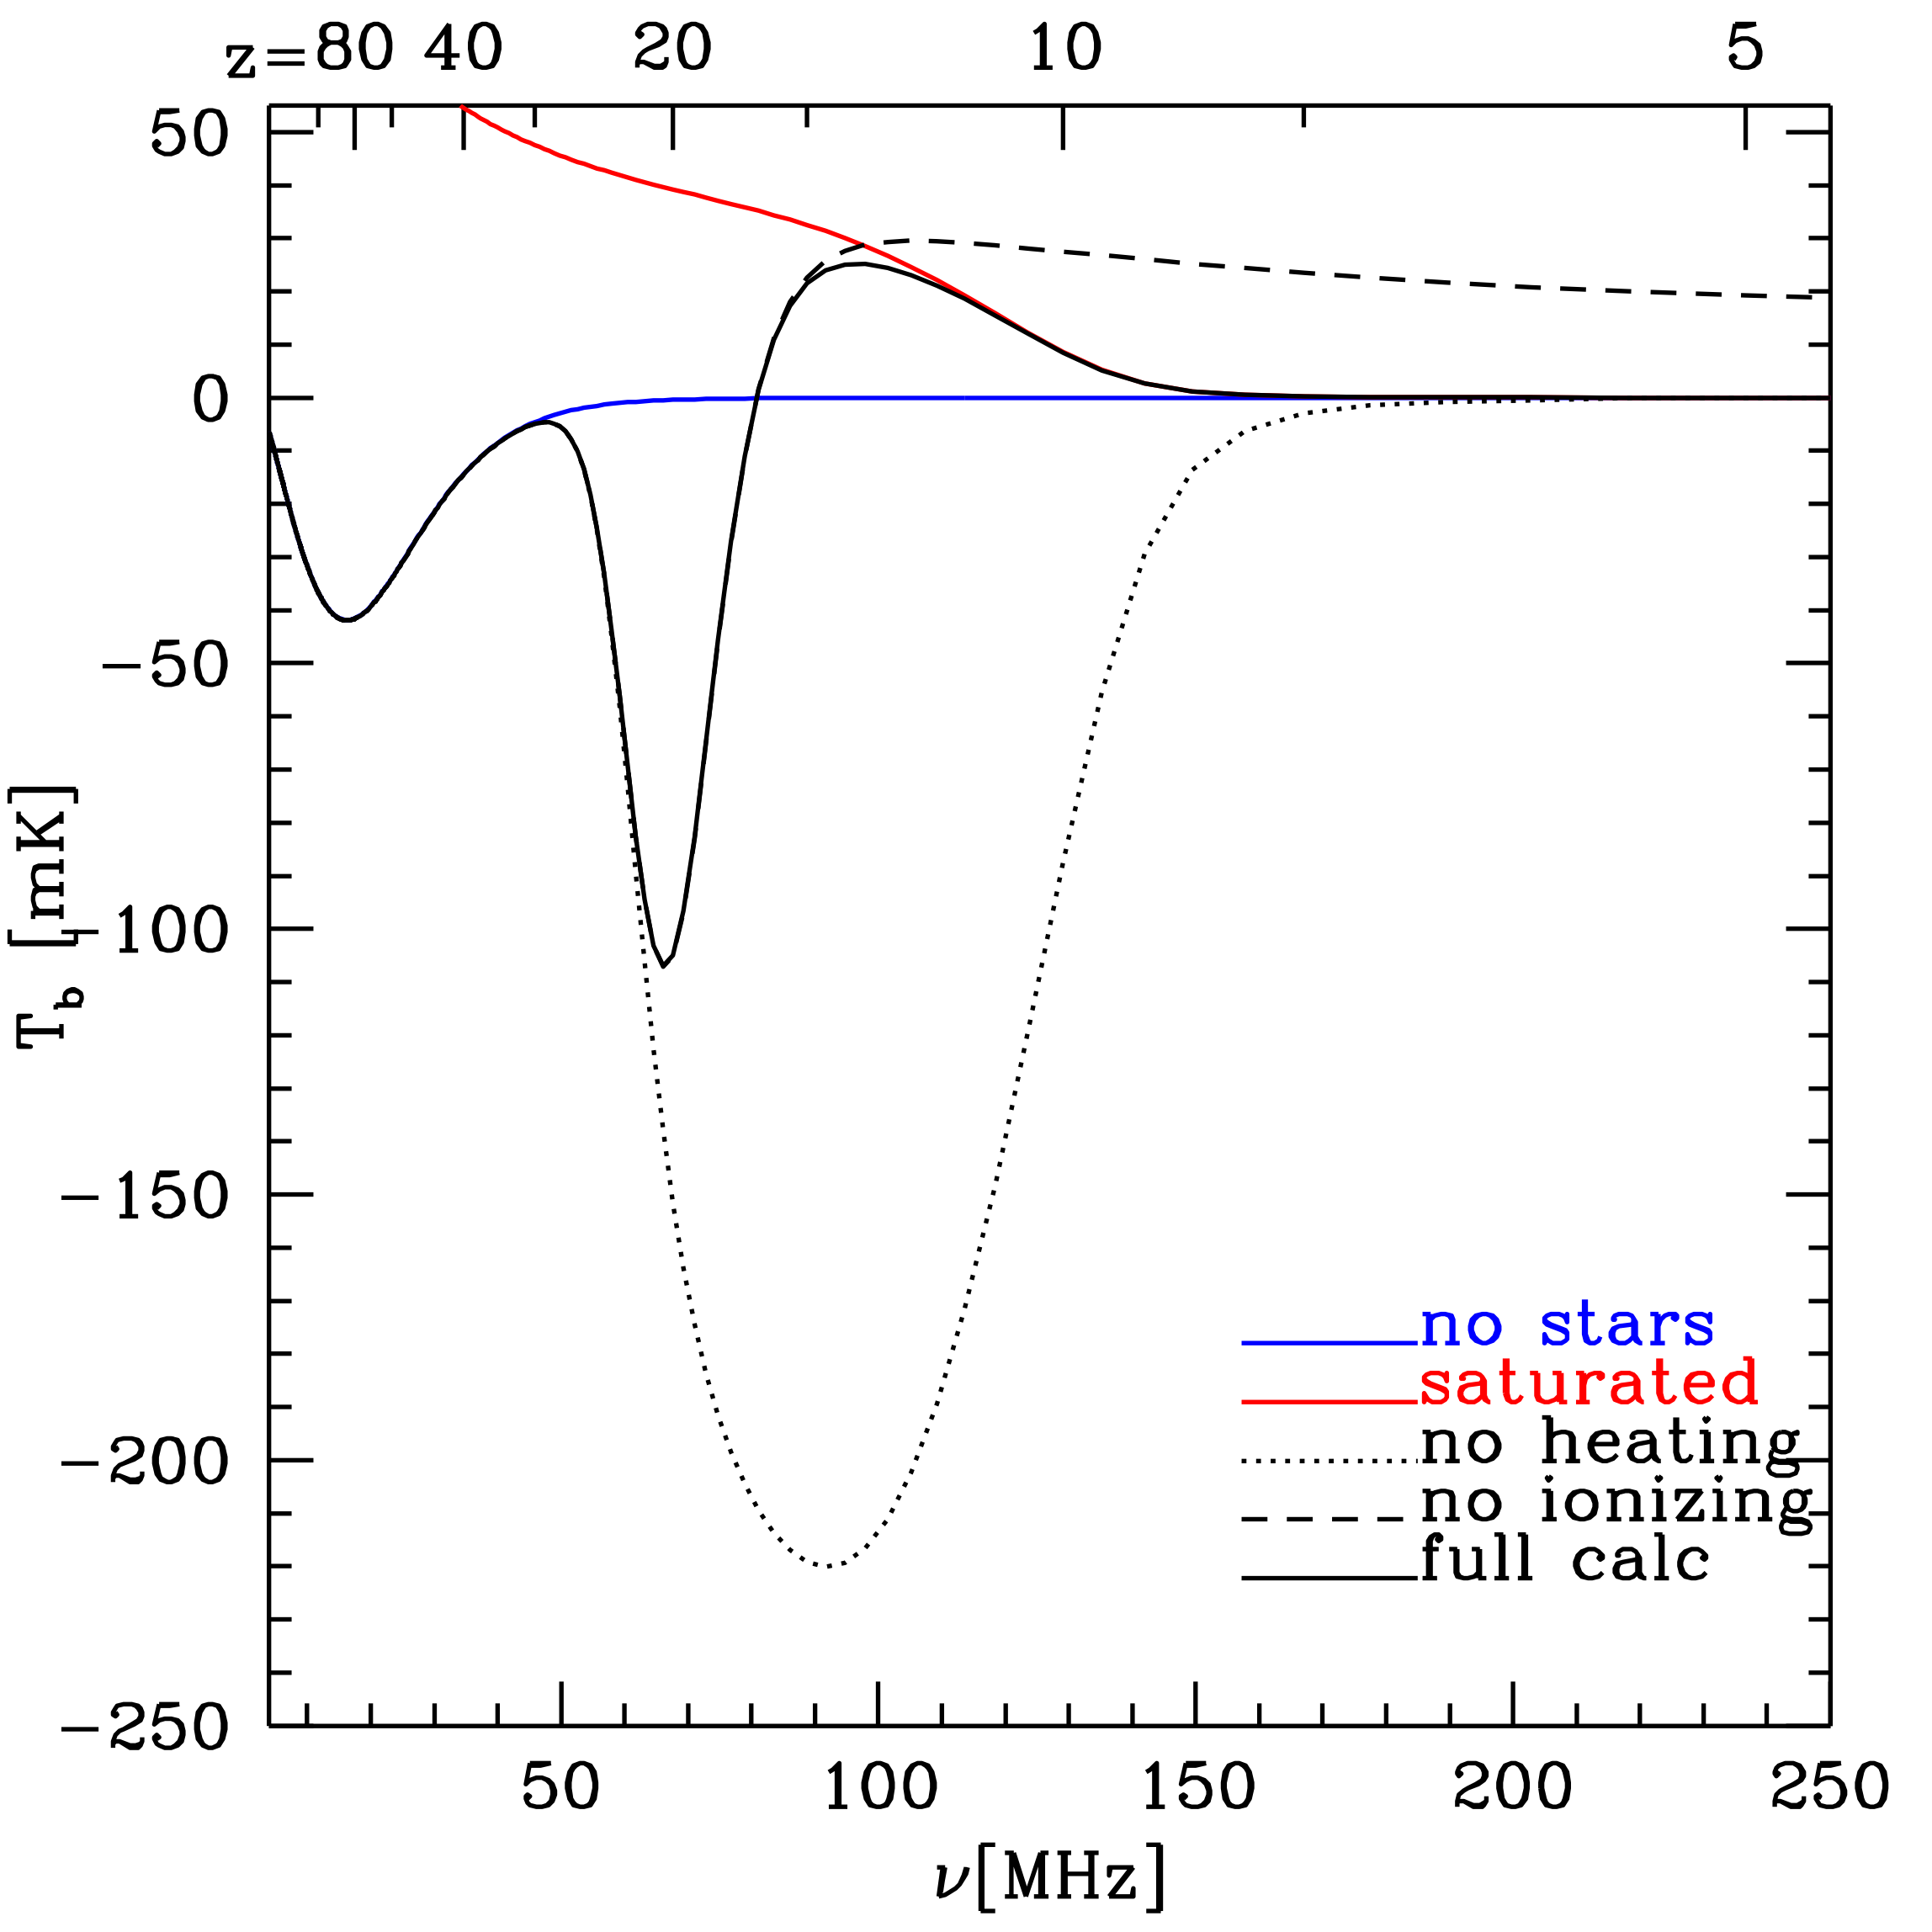 z=80 40 20 10 5
50
0
−50
−100
−150
−200
−250
T_b [mK]
no stars
saturated
no heating
no ionizing
full calc
50 100 150 200 250
ν[MHz]